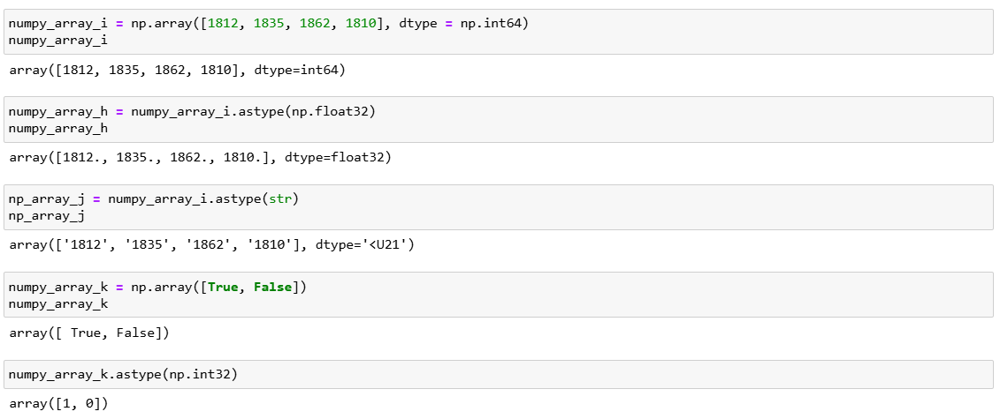 numpy_array_i = np.array([1812, 1835, 1862, 1810], dtype = np.int64)
numpy_array_i
array([1812, 1835, 1862, 1810], dtype=int64)
numpy_array_h = numpy_array_i.astype(np.float32)
numpy_array_h
array([1812., 1835., 1862., 1810.], dtype=float32)
np_array_j = numpy_array_i.astype(str)
np_array_j
array(['1812', '1835', '1862', '1810'], dtype='<U21')
numpy_array_k = np.array([True, False])
numpy_array_k
array([ True, False])
numpy_array_k.astype(np.int32)
array([1, 0])